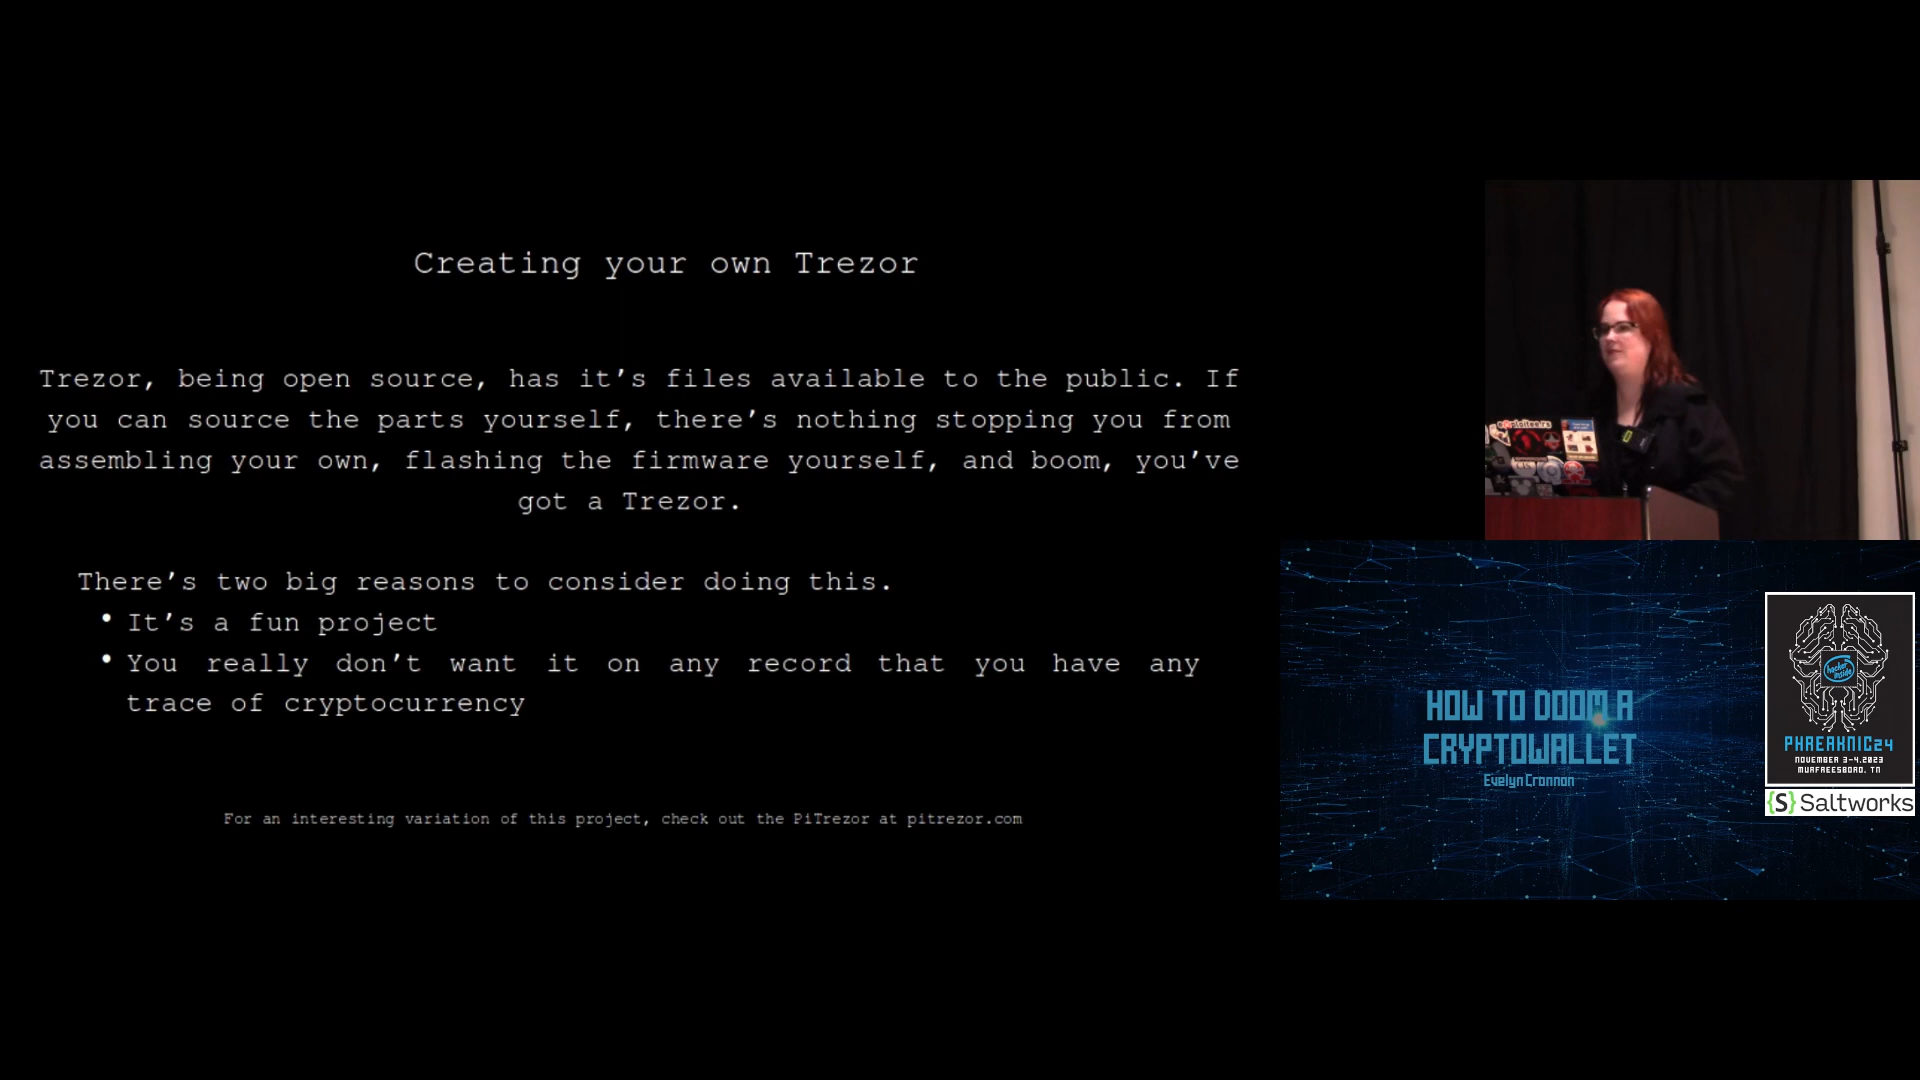 Creating your own Trezor
Trezor, being open source, has it's files available to the public. If
you can source the parts yourself, there's nothing stopping you from
assembling your own, flashing the firmware yourself, and boom, you've
got a Trezor.
There's two big reasons to consider doing this.
• It's a fun project
• You really don't want it on any record that you have any
trace of cryptocurrency
For an interesting variation of this project, check out the PiTrezor at pitrezor.com
HOW TO DOOM A
CRYPTOWALLET
Evelyn Cronnon
hacker
inside
PHREAKNIC24
NOVEMBER 3-4.2023
MURFREESBORO, TN
{S} Saltworks